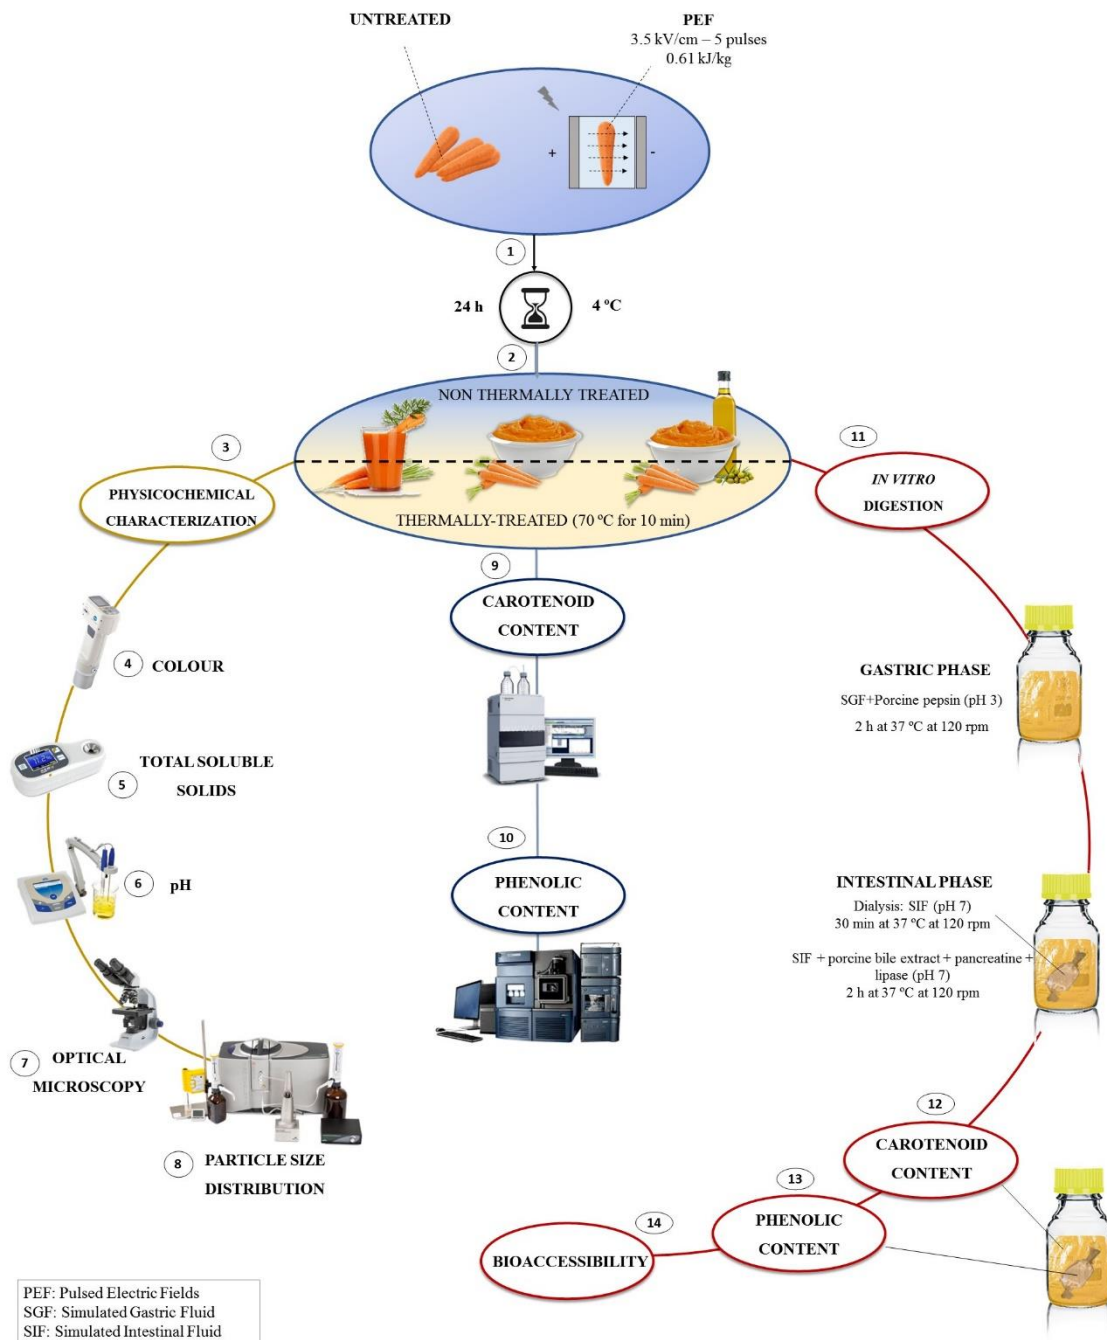 UNTREATED
PEF
3.5 kV/cm – 5 pulses
0.61 kJ/kg
+
-
1
24 h
4 ºC
2
NON THERMALLY TREATED
THERMALLY-TREATED (70 ºC for 10 min)
3
PHYSICOCHEMICAL
CHARACTERIZATION
4
COLOUR
5
TOTAL SOLUBLE
SOLIDS
6
pH
7
OPTICAL
MICROSCOPY
8
PARTICLE SIZE
DISTRIBUTION
9
CAROTENOID
CONTENT
10
PHENOLIC
CONTENT
11
IN VITRO
DIGESTION
GASTRIC PHASE
SGF+Porcine pepsin (pH 3)
2 h at 37 ºC at 120 rpm
INTESTINAL PHASE
Dialysis: SIF (pH 7)
30 min at 37 ºC at 120 rpm
SIF + porcine bile extract + pancreatine +
lipase (pH 7)
2 h at 37 ºC at 120 rpm
12
CAROTENOID
CONTENT
13
PHENOLIC
CONTENT
14
BIOACCESSIBILITY
PEF: Pulsed Electric Fields
SGF: Simulated Gastric Fluid
SIF: Simulated Intestinal Fluid